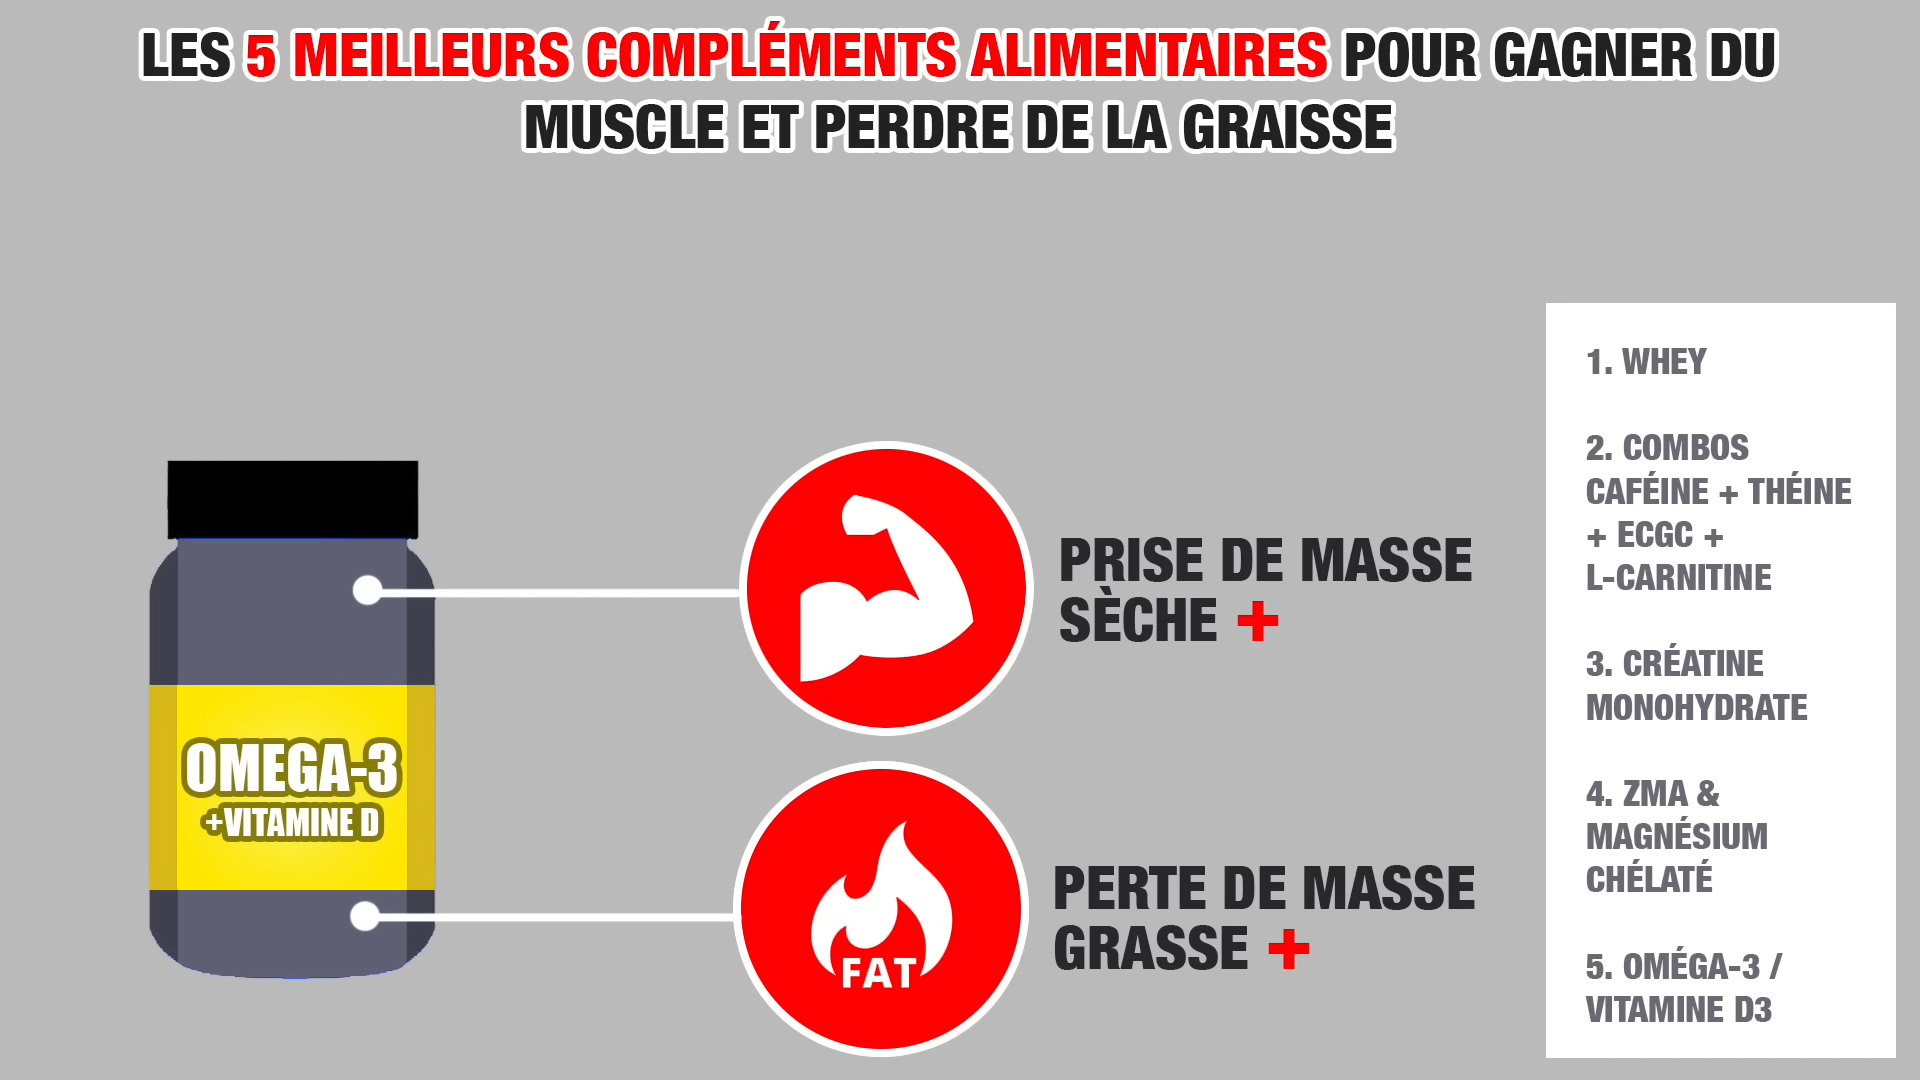 LES 5 MEILLEURS COMPLÉMENTS ALIMENTAIRES POUR GAGNER DU
MUSCLE ET PERDRE DE LA GRAISSE
OMEGA-3
+VITAMINE D
PRISE DE MASSE
SÈCHE +
FAT
PERTE DE MASSE
GRASSE +
1. WHEY
2. COMBOS
CAFÉINE + THÉINE
+ ECGC +
L-CARNITINE
3. CRÉATINE
MONOHYDRATE
4. ZMA &
MAGNÉSIUM
CHÉLATÉ
5. OMÉGA-3 /
VITAMINE D3